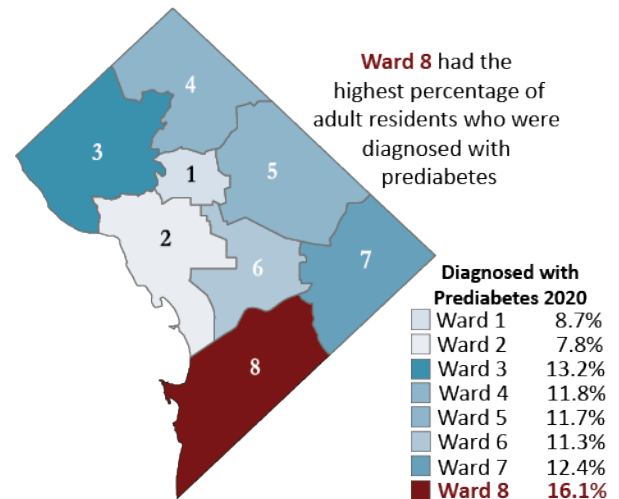 Ward 8 had the
highest percentage of
adult residents who were
diagnosed with
prediabetes
4
3
1
5
2
6
7
8
Diagnosed with
Prediabetes 2020
Ward 1 8.7%
Ward 2 7.8%
Ward 3 13.2%
Ward 4 11.8%
Ward 5 11.7%
Ward 6 11.3%
Ward 7 12.4%
Ward 8 16.1%